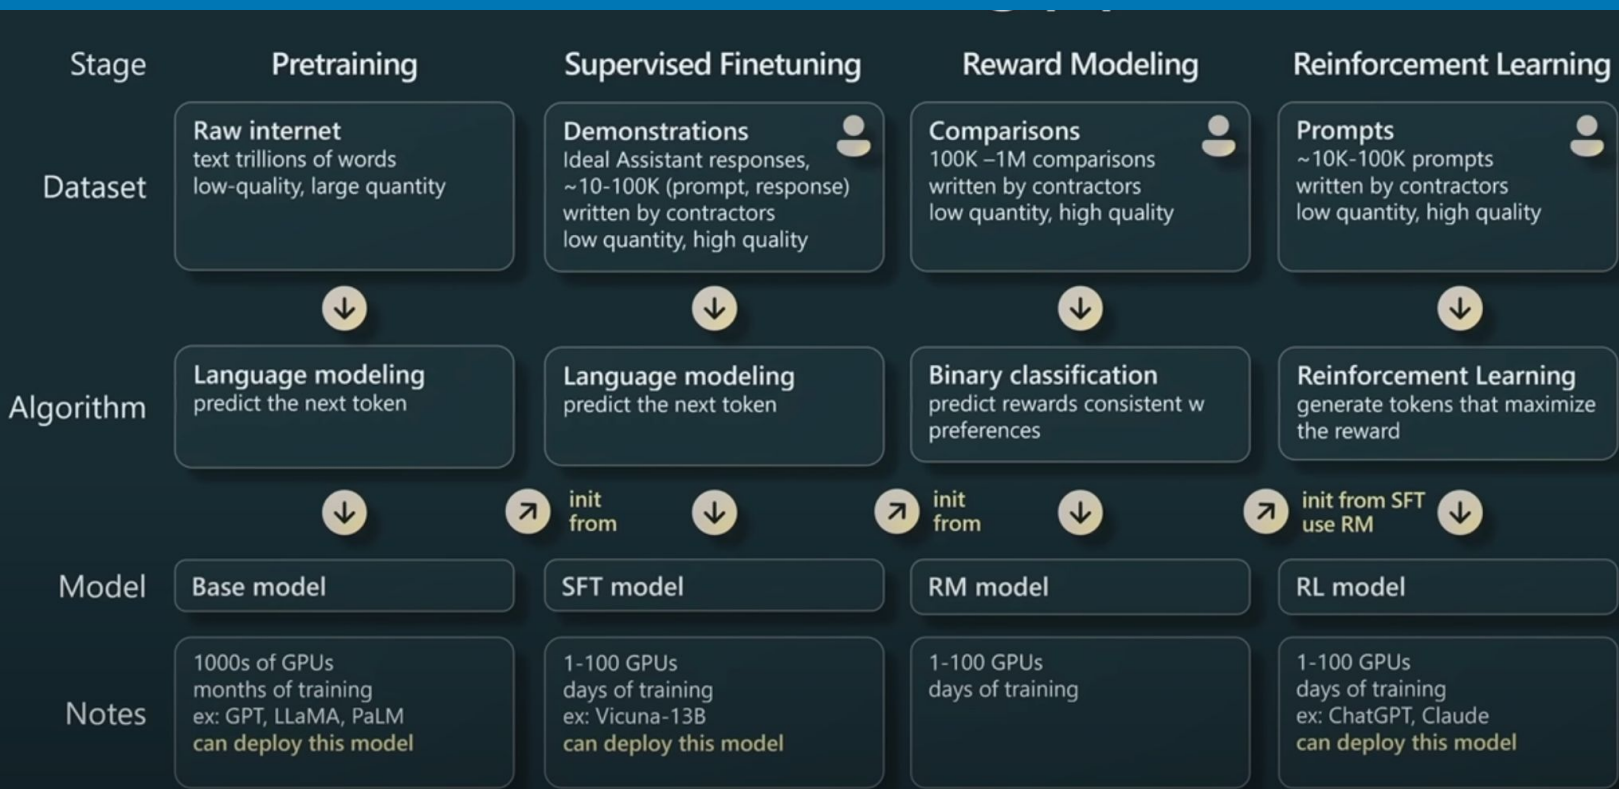 Stage
Pretraining
Supervised Finetuning
Reward Modeling
Reinforcement Learning
Dataset
Raw internet
text trillions of words
low-quality, large quantity
Demonstrations
Ideal Assistant responses,
~10-100K (prompt, response)
written by contractors
low quantity, high quality
Comparisons
100K –1M comparisons
written by contractors
low quantity, high quality
Prompts
~10K-100K prompts
written by contractors
low quantity, high quality
Algorithm
Language modeling
predict the next token
Language modeling
predict the next token
Binary classification
predict rewards consistent w
preferences
Reinforcement Learning
generate tokens that maximize
the reward
init
from
init
from
init from SFT
use RM
Model
Base model
SFT model
RM model
RL model
Notes
1000s of GPUs
months of training
ex: GPT, LLaMA, PaLM
can deploy this model
1-100 GPUs
days of training
ex: Vicuna-13B
can deploy this model
1-100 GPUs
days of training
1-100 GPUs
days of training
ex: ChatGPT, Claude
can deploy this model